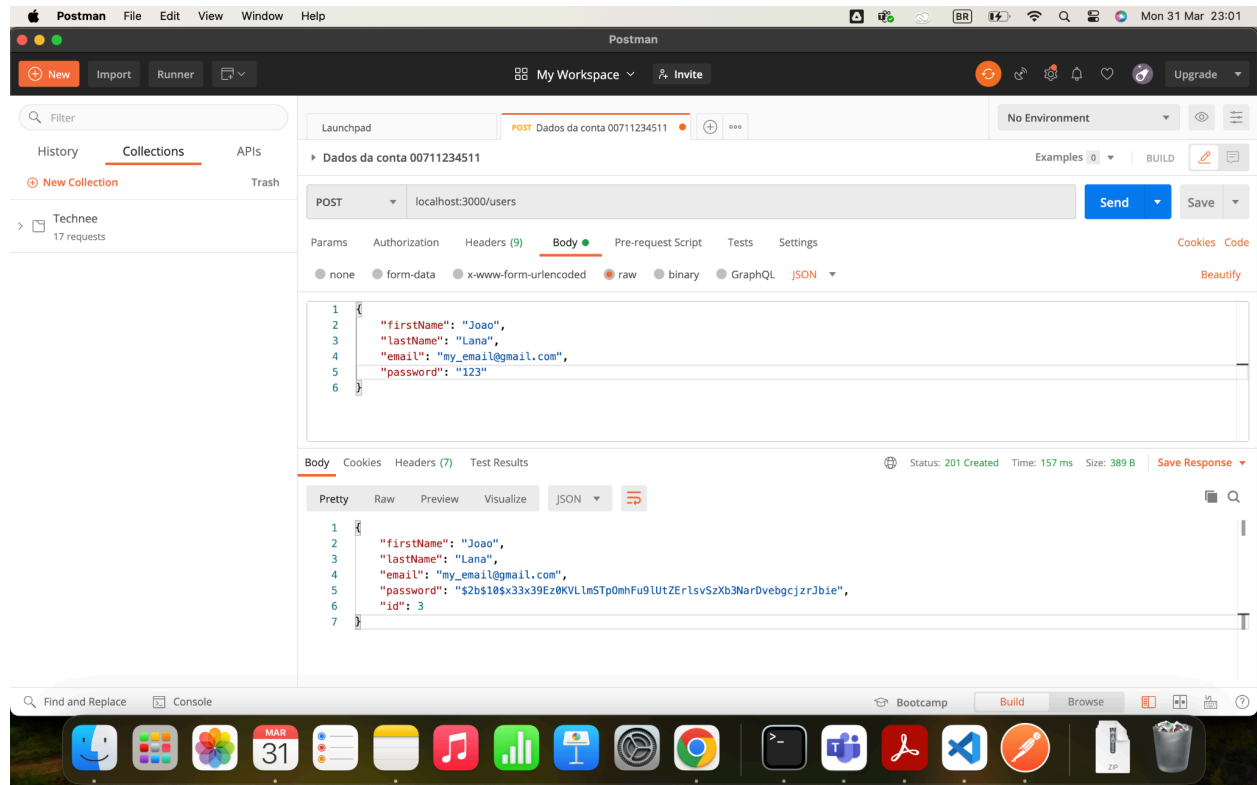 Postman File Edit View Window Help
BR
Mon 31 Mar 23:01
Postman
New Import Runner
My Workspace Invite
Upgrade
Filter
History Collections APIs
New Collection Trash
Technee
17 requests
Launchpad
POST Dados da conta 00711234511
No Environment
Dados da conta 00711234511
Examples 0 BUILD
POST localhost:3000/users
Send Save
Params Authorization Headers (9) Body Pre-request Script Tests Settings
Cookies Code
none form-data x-www-form-urlencoded raw binary GraphQL JSON
Beautify
1 {
2 "firstName": "Joao",
3 "lastName": "Lana",
4 "email": "my_email@gmail.com",
5 "password": "123"
6 }
Body Cookies Headers (7) Test Results
Status: 201 Created Time: 157 ms Size: 389 B Save Response
Pretty Raw Preview Visualize JSON
1 {
2 "firstName": "Joao",
3 "lastName": "Lana",
4 "email": "my_email@gmail.com",
5 "password": "$2b$10$x33x39Ez0KVLlmSTpOmhFu9lUtZErlsvSzXb3NarDvebgcjzrJbie",
6 "id": 3
7 }
Find and Replace Console
Bootcamp Build Browse
MAR
31
ZIP